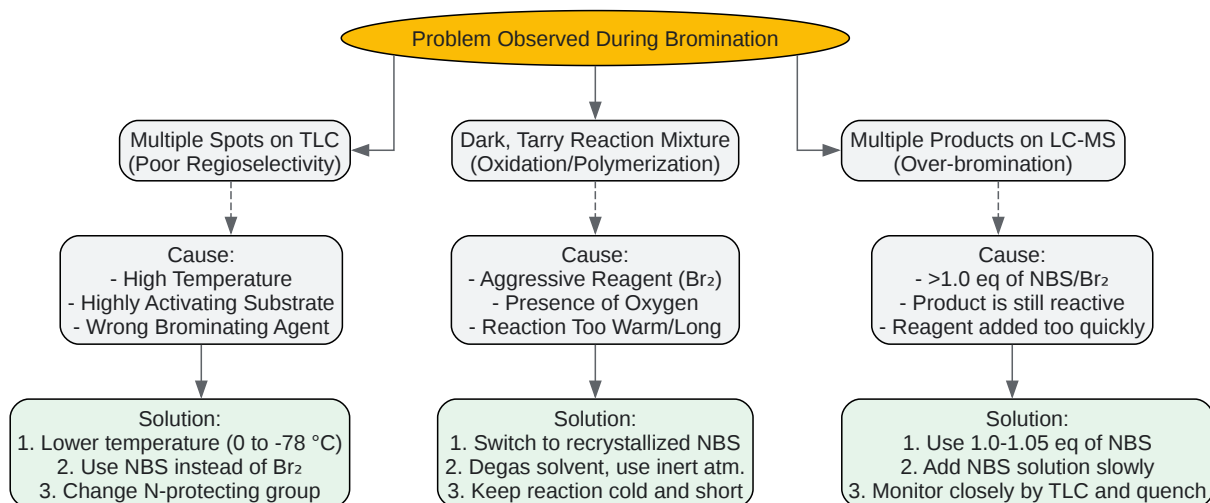 Problem Observed During Bromination
Multiple Spots on TLC
(Poor Regioselectivity)
Dark, Tarry Reaction Mixture
(Oxidation/Polymerization)
Multiple Products on LC-MS
(Over-bromination)
Cause:
- High Temperature
- Highly Activating Substrate
- Wrong Brominating Agent
Cause:
- Aggressive Reagent (Br₂)
- Presence of Oxygen
- Reaction Too Warm/Long
Cause:
- >1.0 eq of NBS/Br₂
- Product is still reactive
- Reagent added too quickly
Solution:
1. Lower temperature (0 to -78 °C)
2. Use NBS instead of Br₂
3. Change N-protecting group
Solution:
1. Switch to recrystallized NBS
2. Degas solvent, use inert atm.
3. Keep reaction cold and short
Solution:
1. Use 1.0-1.05 eq of NBS
2. Add NBS solution slowly
3. Monitor closely by TLC and quench